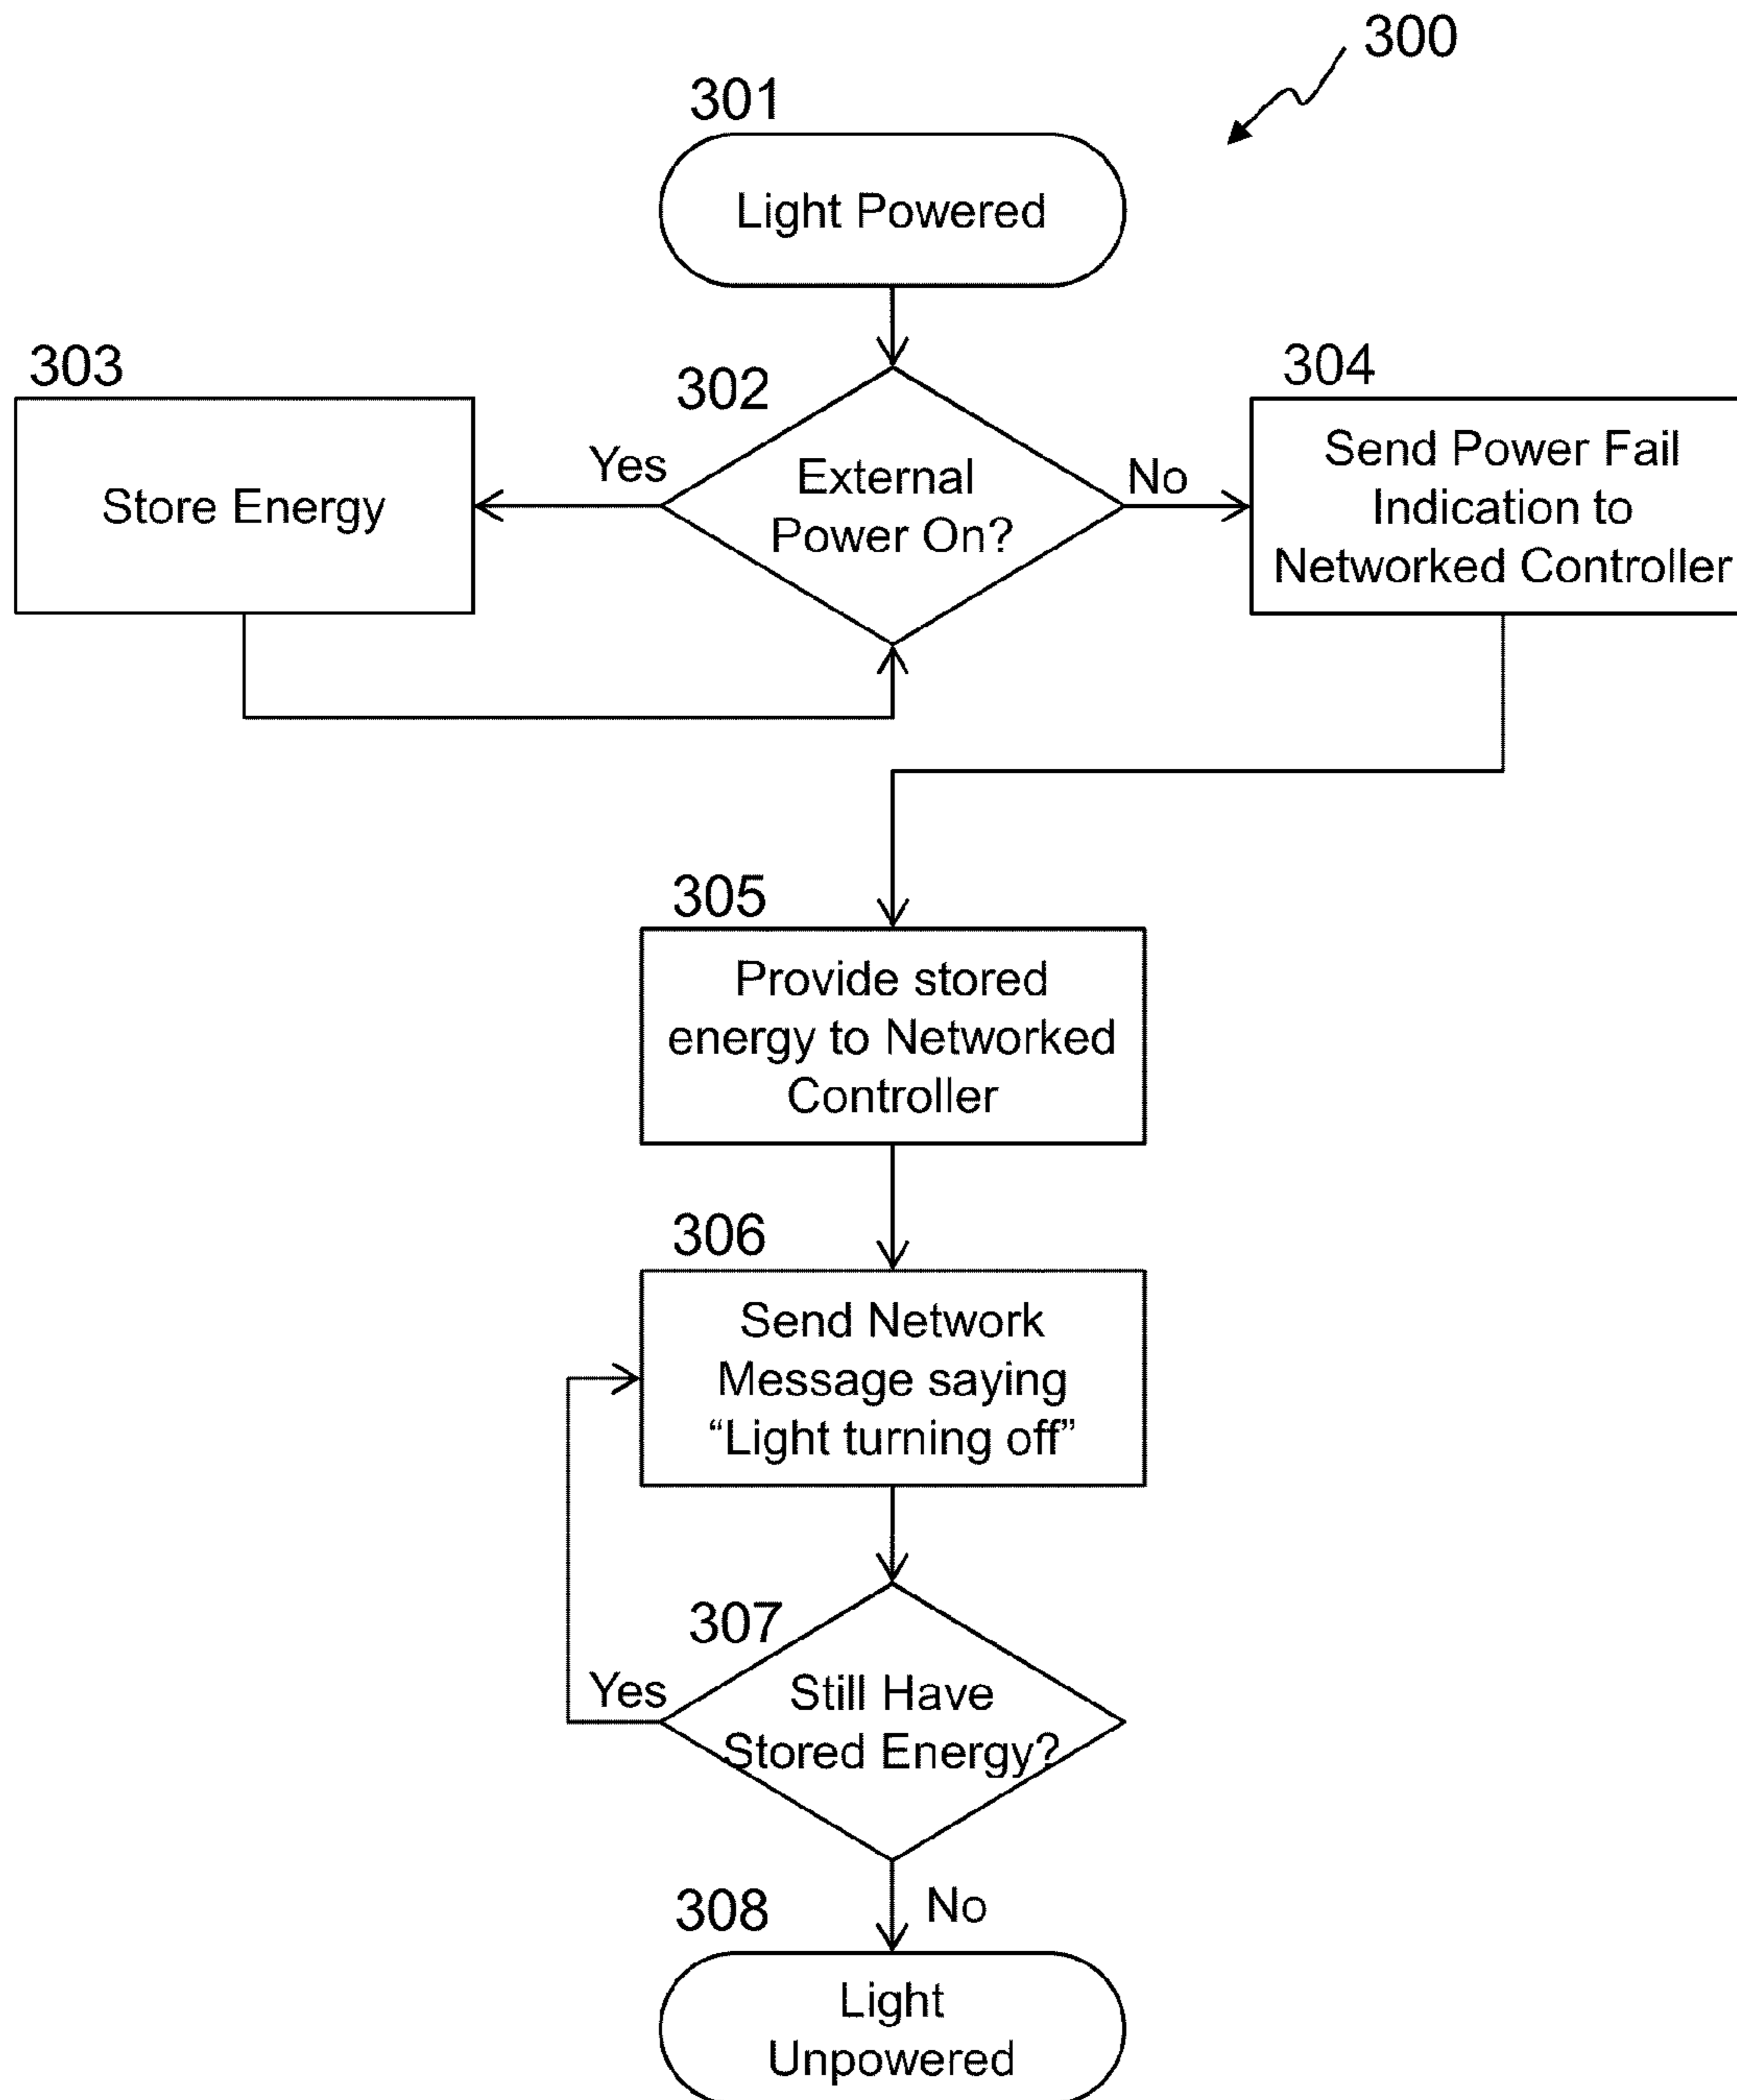 300
301
Light Powered
302
303
304
Yes
No
External
Power On?
Store Energy
Send Power Fail
Indication to
Networked Controller
305
Provide stored
energy to Networked
Controller
306
Send Network
Message saying
“Light turning off”
307
Yes
Still Have
Stored Energy?
308
No
Light
Unpowered